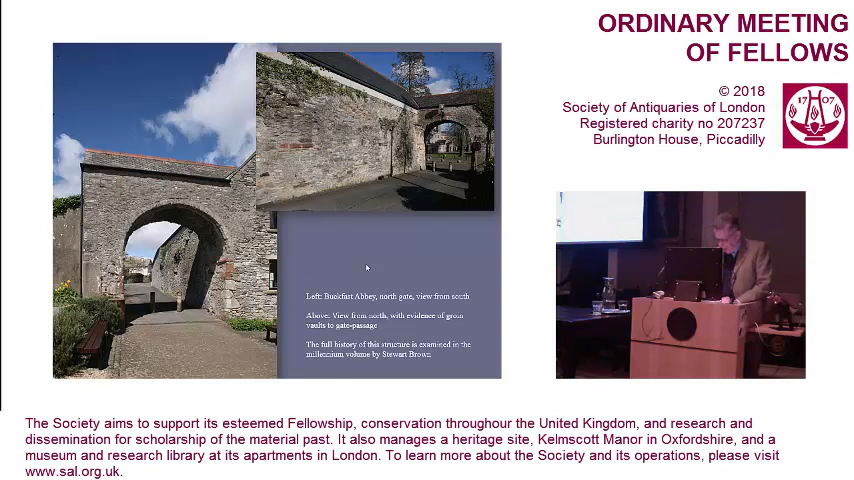 ORDINARY MEETING
OF FELLOWS
© 2018
Society of Antiquaries of London
Registered charity no 207237
Burlington House, Piccadilly
17 07
Left: Buckfast Abbey, north gate, view from south
Above: View from north, with evidence of groin
vaults to gate-passage
The full history of this structure is examined in the
millennium volume by Stewart Brown
The Society aims to support its esteemed Fellowship, conservation throughour the United Kingdom, and research and
dissemination for scholarship of the material past. It also manages a heritage site, Kelmscott Manor in Oxfordshire, and a
museum and research library at its apartments in London. To learn more about the Society and its operations, please visit
www.sal.org.uk.